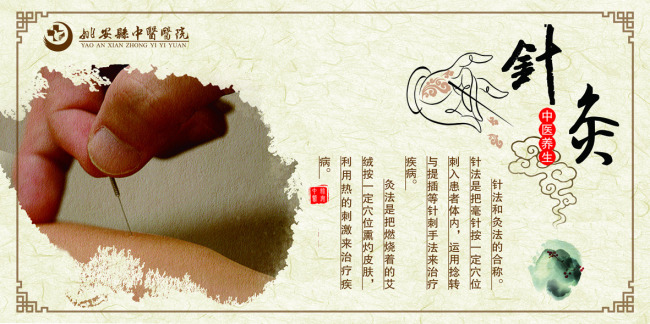 姚安縣中醫醫院
YAO AN XIAN ZHONG YI YI YUAN
針灸
中医养生
针法和灸法的合称。
针法是把毫针按一定穴位
刺入患者体内，运用捻转
与提插等针刺手法来治疗
疾病。
灸法是把燃烧着的艾
绒按一定穴位熏灼皮肤，
利用热的刺激来治疗疾
病。